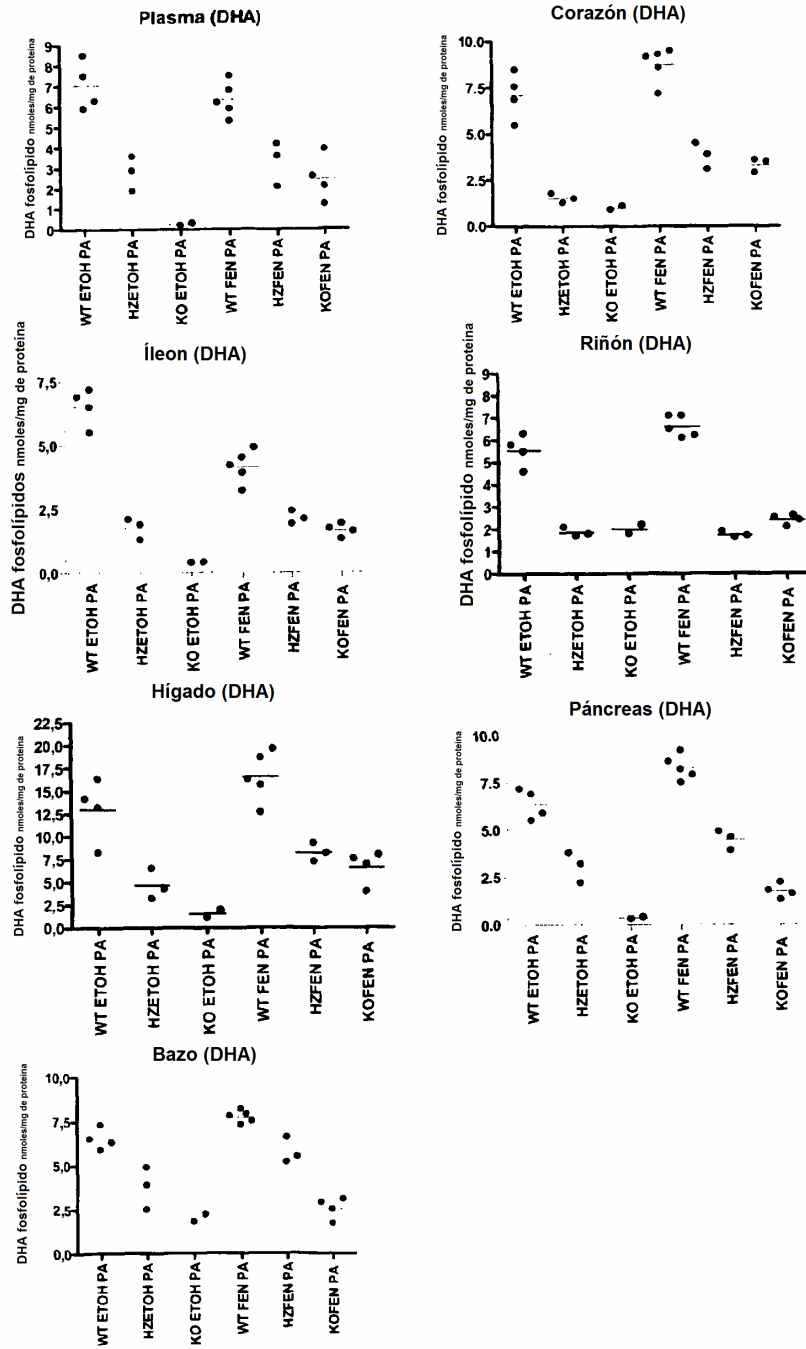 Plasma (DHA)
DHA fosfolípido nmoles/mg de proteína
9
8
7
6
5
4
3
2
1
0
WT ETOH PA
HZETOH PA
KO ETOH PA
WT FEN PA
HZFEN PA
KOFEN PA
Corazón (DHA)
DHA fosfolípido nmoles/mg de proteína
10.0
7.5
5.0
2.5
0.0
WT ETOH PA
HZETOH PA
KO ETOH PA
WT FEN PA
HZFEN PA
KOFEN PA
Íleon (DHA)
DHA fosfolípidos nmoles/mg de proteína
7,5
5,0
2,5
0,0
WT ETOH PA
HZETOH PA
KO ETOH PA
WT FEN PA
HZFEN PA
KOFEN PA
Riñón (DHA)
DHA fosfolípido nmoles/mg de proteína
9
8
7
6
5
4
3
2
1
0
WT ETOH PA
HZETOH PA
KO ETOH PA
WT FEN PA
HZFEN PA
KOFEN PA
Hígado (DHA)
DHA fosfolípido nmoles/mg de proteína
22,5
20,0
17.5
15.0
12.5
10.0
7.5
5.0
2.5
0.0
WT ETOH PA
HZETOH PA
KO ETOH PA
WT FEN PA
HZFEN PA
KOFEN PA
Páncreas (DHA)
DHA fosfolípido nmoles/mg de proteína
10.0
7.5
5.0
2.5
0.0
WT ETOH PA
HZETOH PA
KO ETOH PA
WT FEN PA
HZFEN PA
KOFEN PA
Bazo (DHA)
DHA fosfolípido nmoles/mg de proteína
10,0
7,5
5,0
2,5
0,0
WT ETOH PA
HZETOH PA
KO ETOH PA
WT FEN PA
HZFEN PA
KOFEN PA